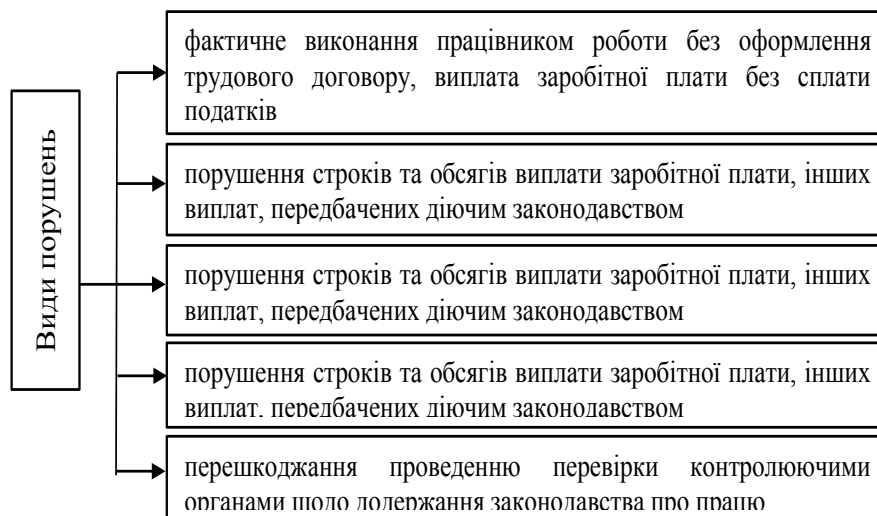 Види порушень
фактичне виконання працівником роботи без оформлення
трудового договору, виплата заробітної плати без сплати
податків
порушення строків та обсягів виплати заробітної плати, інших
виплат, передбачених діючим законодавством
порушення строків та обсягів виплати заробітної плати, інших
виплат, передбачених діючим законодавством
порушення строків та обсягів виплати заробітної плати, інших
виплат, передбачених діючим законодавством
перешкоджання проведенню перевірки контролюючими
органами щодо додержання законодавства про працю